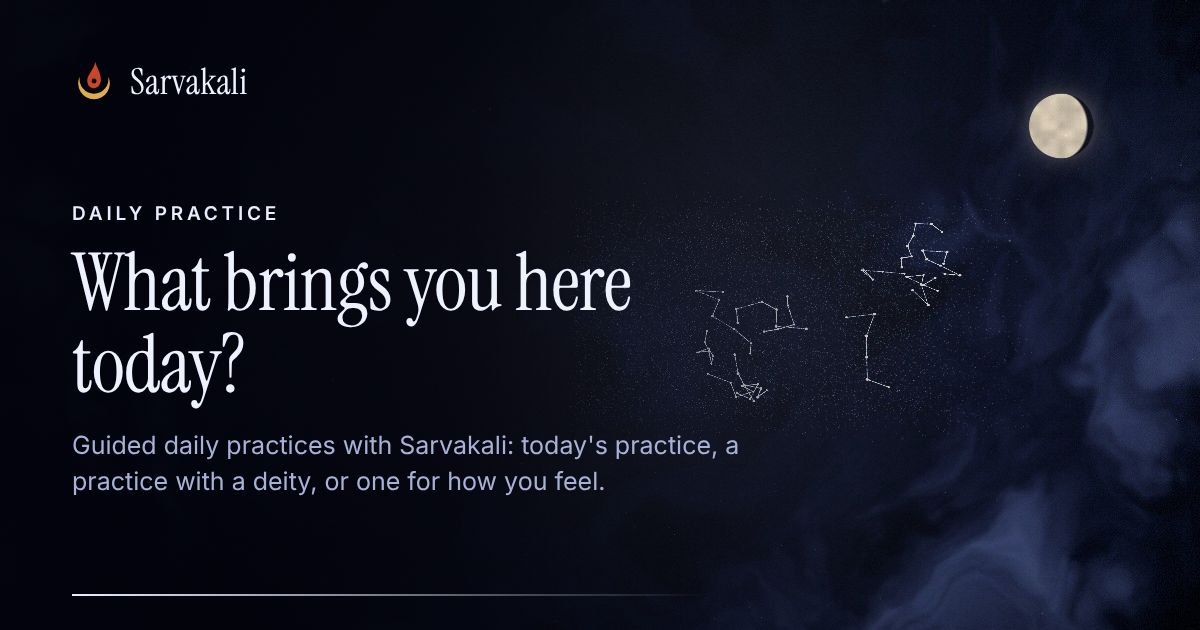 Sarvakali
DAILY PRACTICE
What brings you here
today?
Guided daily practices with Sarvakali: today's practice, a
practice with a deity, or one for how you feel.